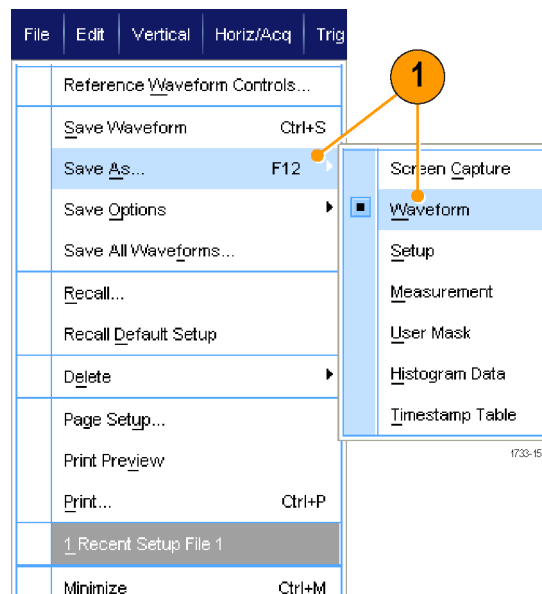 File Edit Vertical Horiz/Acq Trig
Reference Waveform Controls...
1
Save Waveform Ctrl+S
Save As... F12
Screen Capture
Save Options
Waveform
Save All Waveforms...
Setup
Recall...
Measurement
Recall Default Setup
User Mask
Delete
Histogram Data
Page Setup...
Timestamp Table
Print Preview
1733-15
Print... Ctrl+P
1 Recent Setup File 1
Minimize Ctrl+M